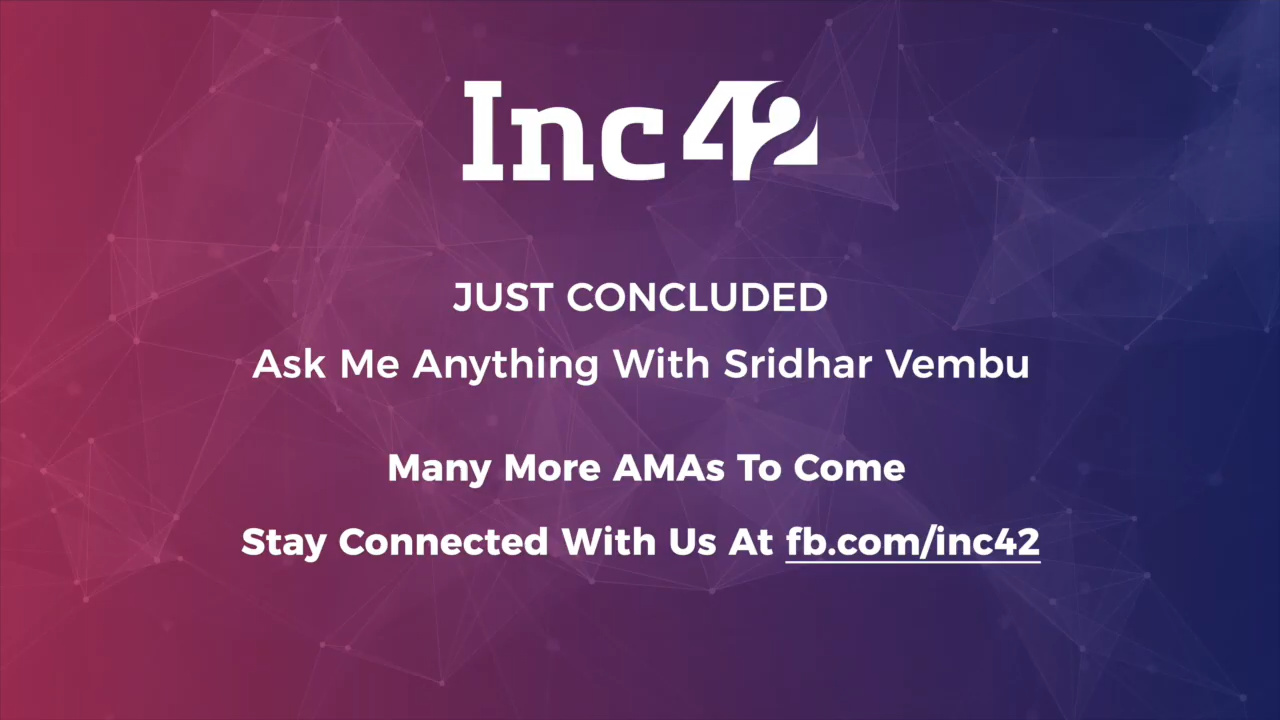 Inc42
JUST CONCLUDED
Ask Me Anything With Sridhar Vembu
Many More AMAs To Come
Stay Connected With Us At fb.com/inc42